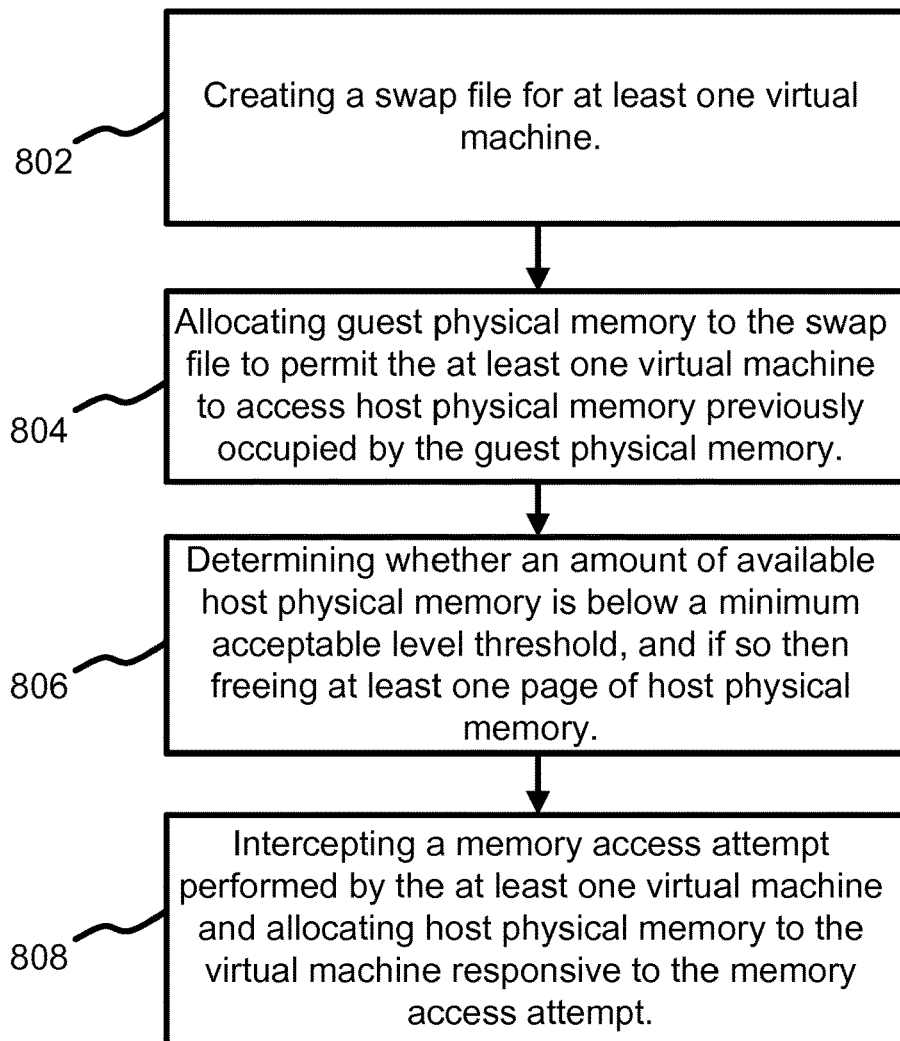 Creating a swap file for at least one virtual
machine.
802
Allocating guest physical memory to the swap
file to permit the at least one virtual machine
to access host physical memory previously
occupied by the guest physical memory.
804
Determining whether an amount of available
host physical memory is below a minimum
acceptable level threshold, and if so then
freeing at least one page of host physical
memory.
806
Intercepting a memory access attempt
performed by the at least one virtual machine
and allocating host physical memory to the
virtual machine responsive to the memory
access attempt.
808